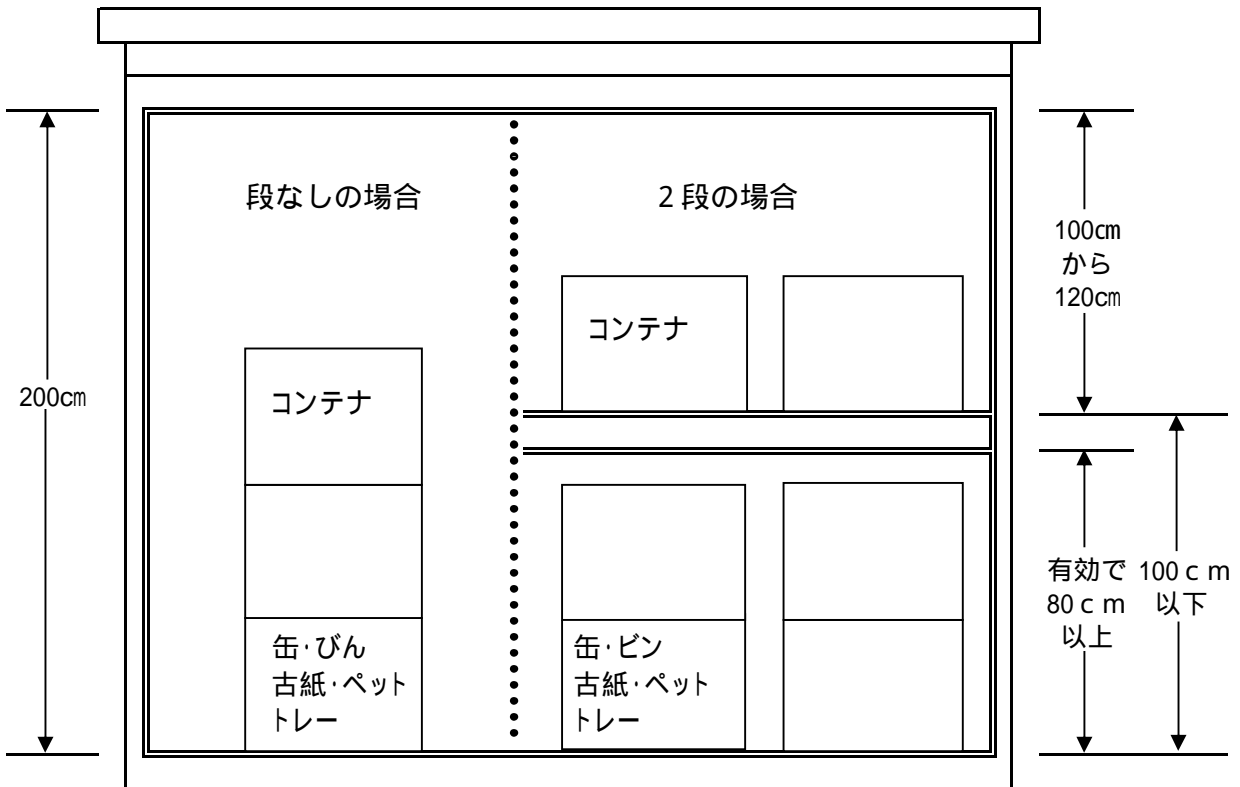 段なしの場合
2段の場合
200㎝
コンテナ
缶・びん
古紙・ペット
トレー
コンテナ
缶・ビン
古紙・ペット
トレー
100㎝
から
120㎝
有効で
80ｃｍ
以上
100ｃｍ
以下